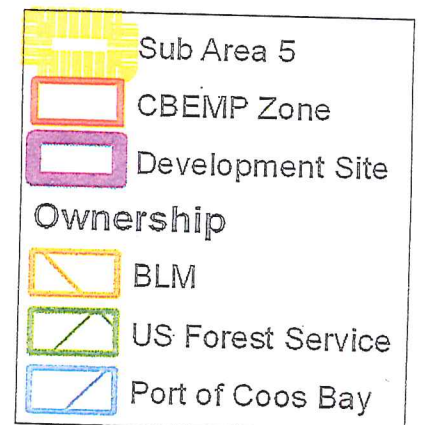 Sub Area 5
CBEMP Zone
Development Site
Ownership
BLM
US Forest Service
Port of Coos Bay